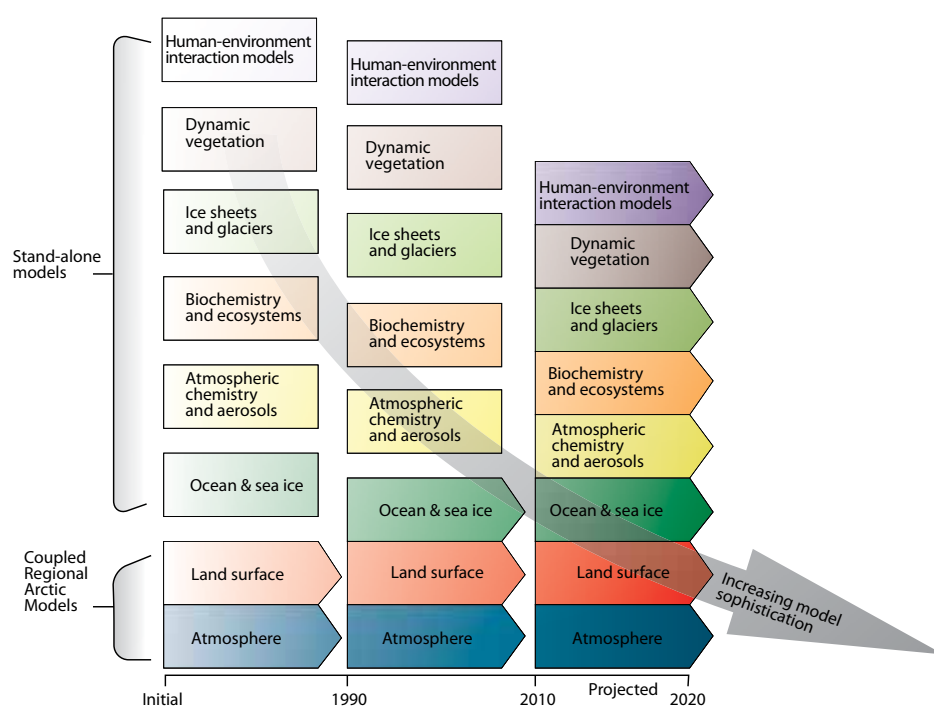 Human-environment
interaction models
Dynamic
vegetation
Ice sheets
and glaciers
Biochemistry
and ecosystems
Atmospheric
chemistry
and aerosols
Ocean & sea ice
Land surface
Atmosphere
Human-environment
interaction models
Dynamic
vegetation
Ice sheets
and glaciers
Biochemistry
and ecosystems
Atmospheric
chemistry
and aerosols
Ocean & sea ice
Land surface
Atmosphere
Human-environment
interaction models
Dynamic
vegetation
Ice sheets
and glaciers
Biochemistry
and ecosystems
Atmospheric
chemistry
and aerosols
Ocean & sea ice
Land surface
Atmosphere
Stand-alone
models
Coupled
Regional
Arctic
Models
Increasing model
sophistication
Initial
1990
2010
Projected
2020